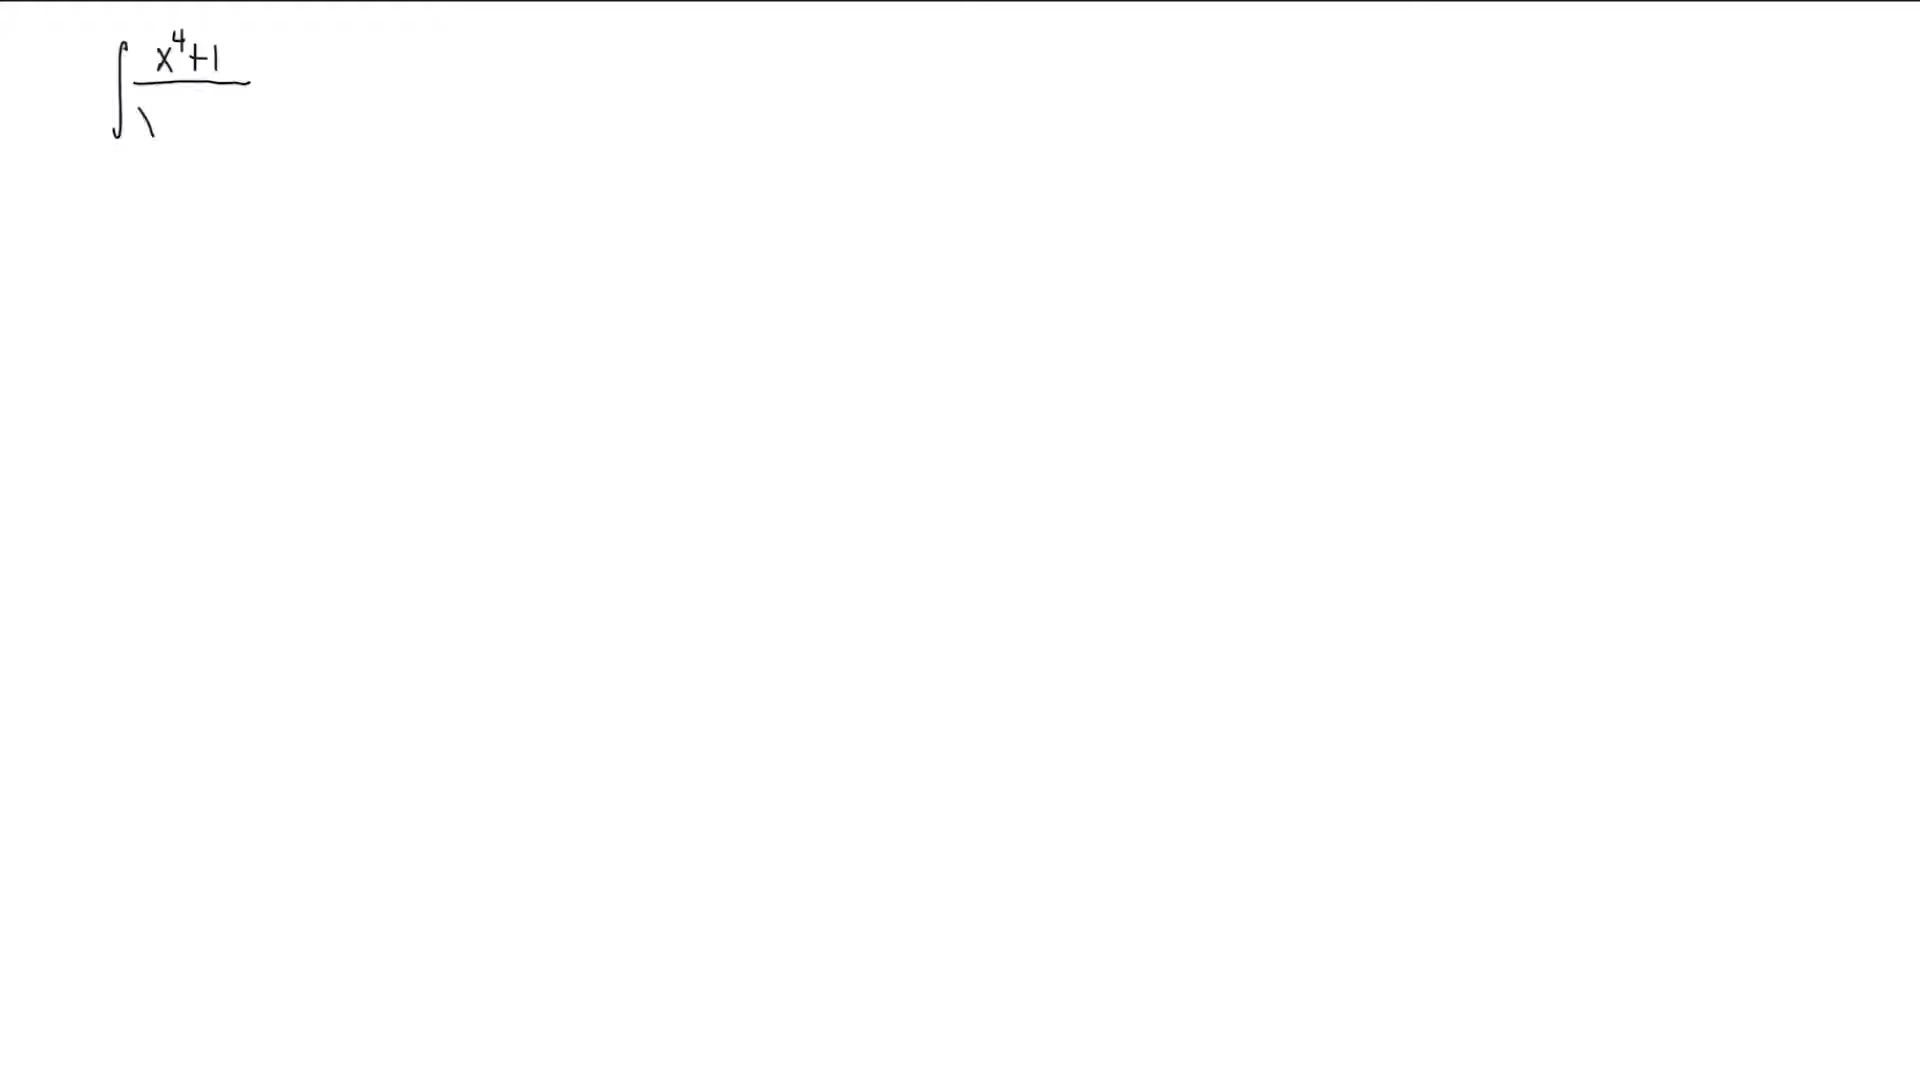 ∫ x⁴+1 / \